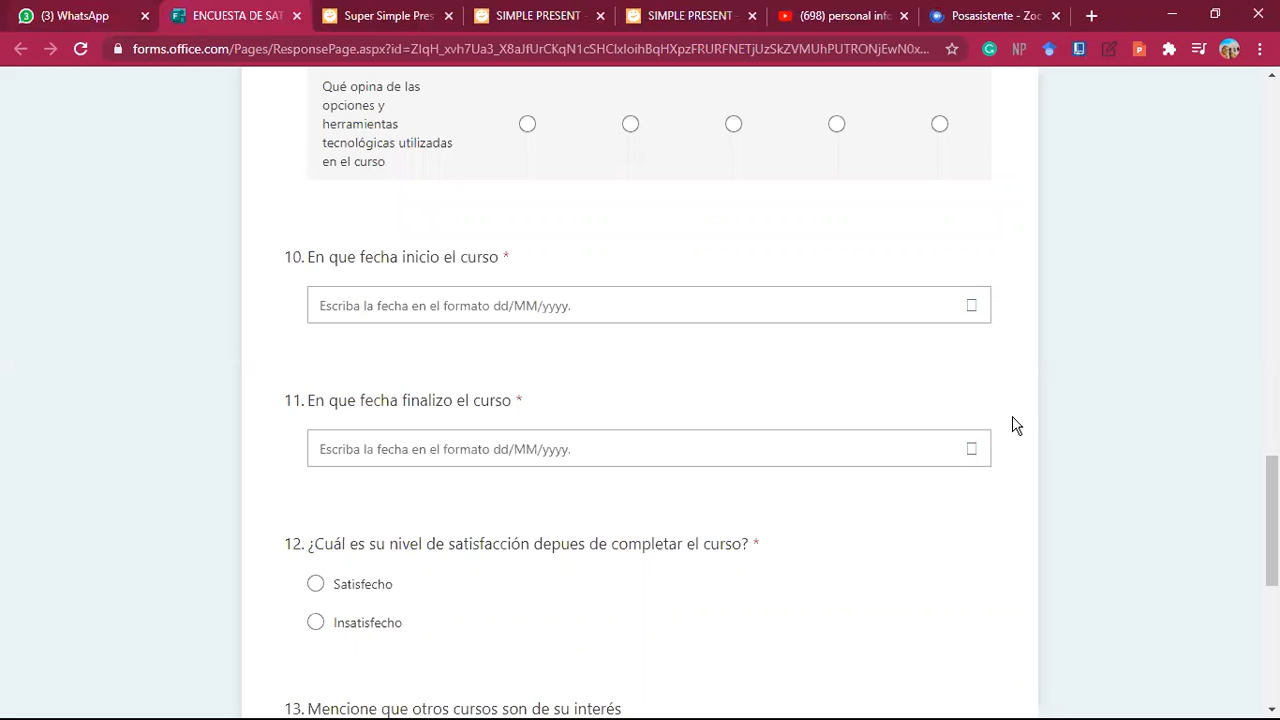 (3) WhatsApp
ENCUESTA DE SAT
Super Simple Pres
SIMPLE PRESENT -
SIMPLE PRESENT -
(698) personal info
Posasistente - Zoo
forms.office.com/Pages/ResponsePage.aspx?id=ZIqH_xvh7Ua3_X8aJfUrCKqN1cSHCIxloihBqHXpzFRURFNETjUzSkZVMUhPUTRONjEwN0x...
Qué opina de las
opciones y
herramientas
tecnológicas utilizadas
en el curso
10. En que fecha inicio el curso *
Escriba la fecha en el formato dd/MM/yyyy.
11. En que fecha finalizo el curso *
Escriba la fecha en el formato dd/MM/yyyy.
12. ¿Cuál es su nivel de satisfacción depues de completar el curso? *
Satisfecho
Insatisfecho
13. Mencione que otros cursos son de su interés